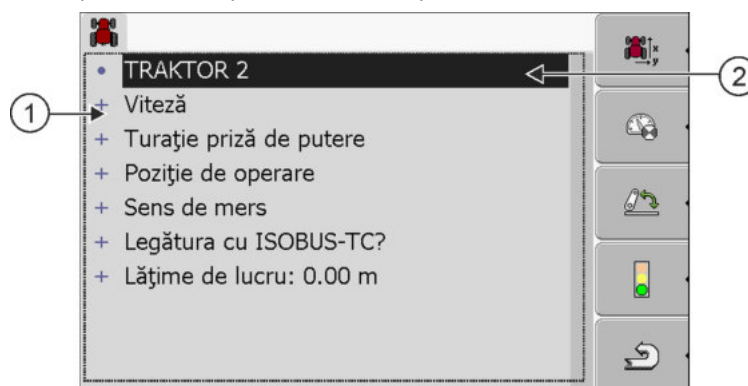 TRAKTOR 2
Viteză
Turaţie priză de putere
Poziţie de operare
Sens de mers
Legătura cu ISOBUS-TC?
Lăţime de lucru: 0.00 m
1
2
x
y